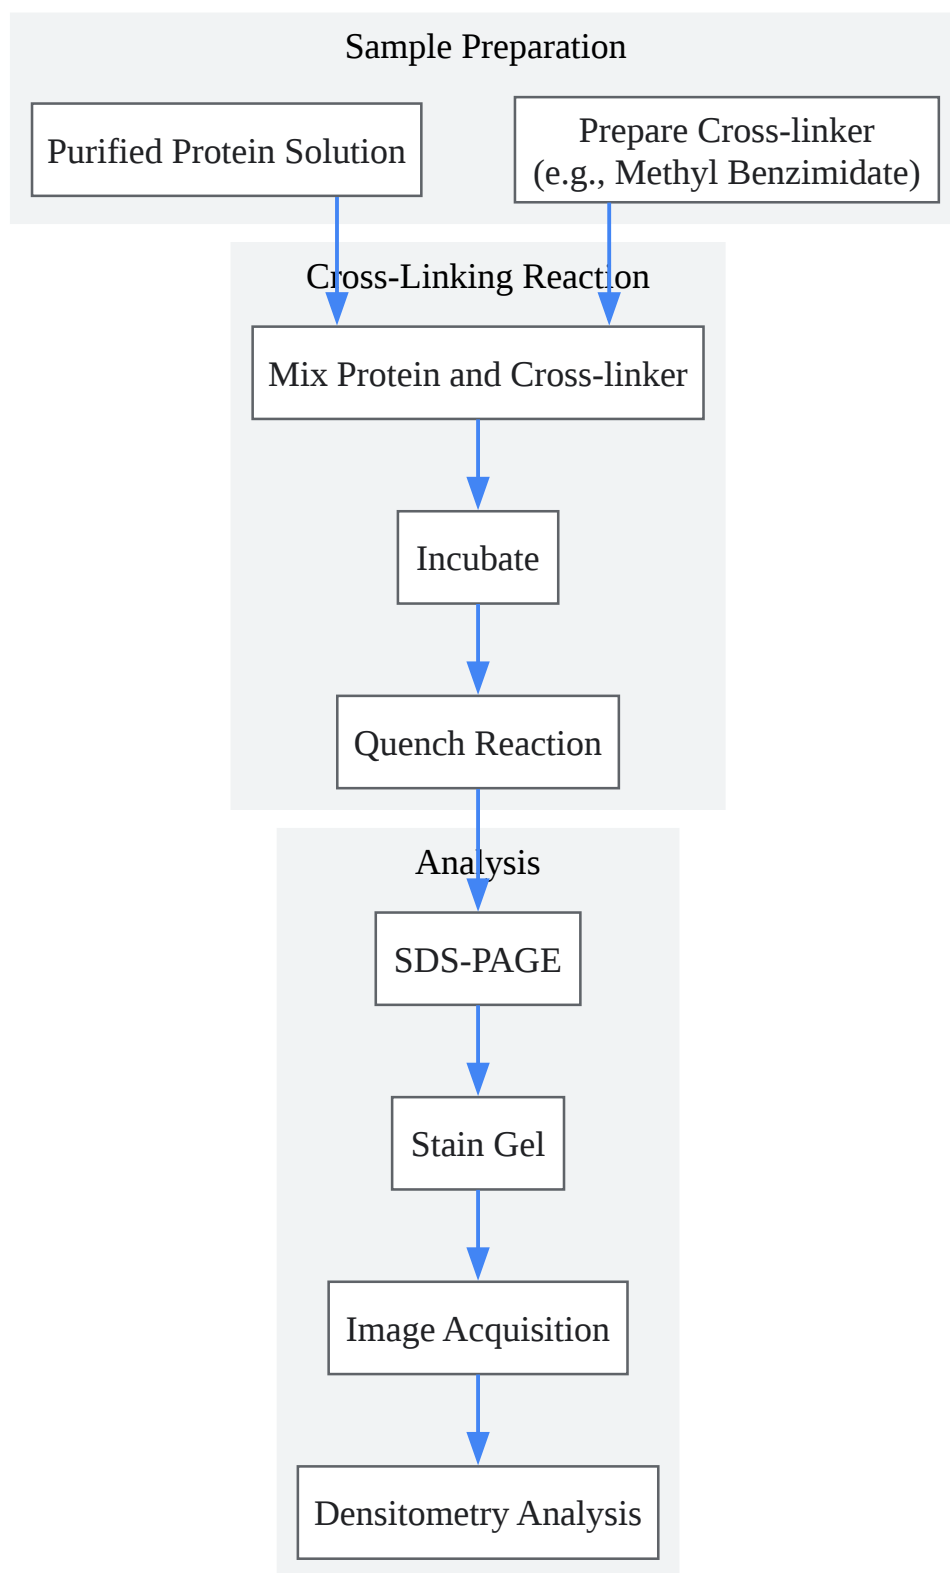 Sample Preparation
Purified Protein Solution
Prepare Cross-linker
(e.g., Methyl Benzimidate)
Cross-Linking Reaction
Mix Protein and Cross-linker
Incubate
Quench Reaction
Analysis
SDS-PAGE
Stain Gel
Image Acquisition
Densitometry Analysis